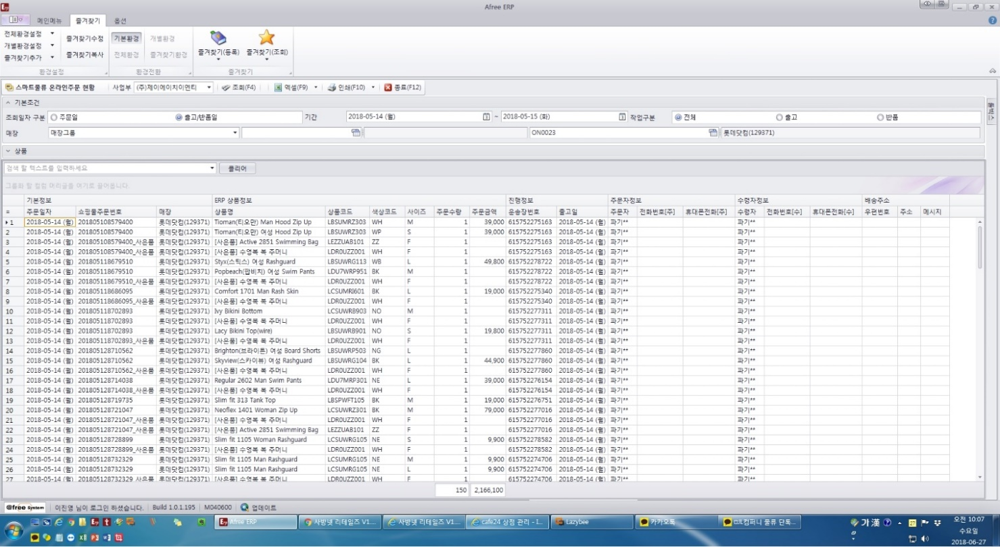 Afree ERP
메인메뉴 즐겨찾기 옵션
전체환경설정 즐겨찾기수정 기본환경 개별환경
개별환경설정 즐겨찾기(등록) 즐겨찾기(조회)
즐겨찾기추가 즐겨찾기복사 전체환경 즐겨찾기환경
환경설정 환경전환 즐겨찾기
스마트물류 온라인주문 현황 사업부 (주)제이에이치이엔티 조회(F4) 엑셀(F9) 인쇄(F10) 종료(F12)
기본조건
조회일자 구분 주문일 출고/반품일 기간 2018-05-14 (월) ~ 2018-05-15 (화) 작업구분 전체 출고 반품
매장 매장그룹 ON0023 롯데닷컴(129371)
상품
검색 할 텍스트를 입력하세요 클리어
그룹화 할 컬럼 머리글을 여기로 끌어옵니다.
기본정보 ERP 상품정보 진행정보 주문자정보 수령자정보 배송주소
= 주문일자 쇼핑몰주문번호 매장 상품명 상품코드 색상코드 사이즈 주문수량 주문금액 운송장번호 출고일 주문자 전화번호[주] 휴대폰전화[주] 수령자 전화번호[수] 휴대폰전화[수] 우편번호 주소 메시지
1 2018-05-14 (월) 201805108579400 롯데닷컴(129371) Tioman(티오만) Man Hood Zip Up LBSUMRZ303 WH M 1 39,000 615752275163 2018-05-14 (월) 파기** 파기**
2 2018-05-14 (월) 201805108579400 롯데닷컴(129371) Tioman(티오만) 여성 Hood Zip Up LBSUWRZ303 WP S 1 39,000 615752275163 2018-05-14 (월) 파기** 파기**
3 2018-05-14 (월) 201805108579400_사은품 롯데닷컴(129371) [사은품] Active 2851 Swimming Bag LEZZUAB101 ZZ F 1 615752275163 2018-05-14 (월) 파기** 파기**
4 2018-05-14 (월) 201805108579400_사은품 롯데닷컴(129371) [사은품] 수영복 복 주머니 LDR0UZZ001 WH F 1 615752275163 2018-05-14 (월) 파기** 파기**
5 2018-05-14 (월) 201805118679510 롯데닷컴(129371) Styx(스틱스) 여성 Rashguard LBSUWRG113 WB L 1 49,800 615752278722 2018-05-14 (월) 파기** 파기**
6 2018-05-14 (월) 201805118679510 롯데닷컴(129371) Popbeach(팝비치) 여성 Swim Pants LDU7WRP951 BK M 1 615752278722 2018-05-14 (월) 파기** 파기**
7 2018-05-14 (월) 201805118679510_사은품 롯데닷컴(129371) [사은품] 수영복 복 주머니 LDR0UZZ001 WH F 1 615752278722 2018-05-14 (월) 파기** 파기**
8 2018-05-14 (월) 201805118686095 롯데닷컴(129371) Comfort 1701 Man Rash Skin LCSUMRI601 BK L 1 19,000 615752275340 2018-05-14 (월) 파기** 파기**
9 2018-05-14 (월) 201805118686095_사은품 롯데닷컴(129371) [사은품] 수영복 복 주머니 LDR0UZZ001 WH F 1 615752275340 2018-05-14 (월) 파기** 파기**
10 2018-05-14 (월) 201805118702893 롯데닷컴(129371) Ivy Bikini Bottom LCSUWRB903 NO M 1 615752277311 2018-05-14 (월) 파기** 파기**
11 2018-05-14 (월) 201805118702893 롯데닷컴(129371) [사은품] 수영복 복 주머니 LDR0UZZ001 WH F 1 615752277311 2018-05-14 (월) 파기** 파기**
12 2018-05-14 (월) 201805118702893 롯데닷컴(129371) Lacy Bikini Top(wire) LBSUWRB901 NO S 1 19,800 615752277311 2018-05-14 (월) 파기** 파기**
13 2018-05-14 (월) 201805118702893_사은품 롯데닷컴(129371) [사은품] 수영복 복 주머니 LDR0UZZ001 WH F 1 615752277311 2018-05-14 (월) 파기** 파기**
14 2018-05-14 (월) 201805128710562 롯데닷컴(129371) Brighton(브라이튼) 여성 Board Shorts LBSUWRP503 NG L 1 615752277860 2018-05-14 (월) 파기** 파기**
15 2018-05-14 (월) 201805128710562 롯데닷컴(129371) Skyview(스카이뷰) 여성 Rashguard LBSUWRG104 BK L 1 44,900 615752277860 2018-05-14 (월) 파기** 파기**
16 2018-05-14 (월) 201805128710562_사은품 롯데닷컴(129371) [사은품] 수영복 복 주머니 LDR0UZZ001 WH F 1 615752277860 2018-05-14 (월) 파기** 파기**
17 2018-05-14 (월) 201805128714038 롯데닷컴(129371) Regular 2602 Man Swim Pants LDU7MRP301 NE L 1 39,000 615752276154 2018-05-14 (월) 파기** 파기**
18 2018-05-14 (월) 201805128714038_사은품 롯데닷컴(129371) [사은품] 수영복 복 주머니 LDR0UZZ001 WH F 1 615752276154 2018-05-14 (월) 파기** 파기**
19 2018-05-14 (월) 201805128719735 롯데닷컴(129371) Slim fit 313 Tank Top LBSPWFT105 BK M 1 19,000 615752276751 2018-05-14 (월) 파기** 파기**
20 2018-05-14 (월) 201805128721047 롯데닷컴(129371) Neoflex 1401 Woman Zip Up LCSUWRZ301 BK M 1 79,000 615752277016 2018-05-14 (월) 파기** 파기**
21 2018-05-14 (월) 201805128721047_사은품 롯데닷컴(129371) [사은품] 수영복 복 주머니 LDR0UZZ001 WH F 1 615752277016 2018-05-14 (월) 파기** 파기**
22 2018-05-14 (월) 201805128721047_사은품 롯데닷컴(129371) [사은품] Active 2851 Swimming Bag LEZZUAB101 ZZ F 1 615752277016 2018-05-14 (월) 파기** 파기**
23 2018-05-14 (월) 201805128728899 롯데닷컴(129371) Slim fit 1105 Woman Rashguard LCSUWRG105 NE S 1 9,900 615752278582 2018-05-14 (월) 파기** 파기**
24 2018-05-14 (월) 201805128728899_사은품 롯데닷컴(129371) [사은품] 수영복 복 주머니 LDR0UZZ001 WH F 1 615752278582 2018-05-14 (월) 파기** 파기**
25 2018-05-14 (월) 201805128732329 롯데닷컴(129371) Slim fit 1105 Man Rashguard LCSUMRG105 NE M 1 9,900 615752274706 2018-05-14 (월) 파기** 파기**
26 2018-05-14 (월) 201805128732329 롯데닷컴(129371) Slim fit 1105 Man Rashguard LCSUMRG105 NE L 1 9,900 615752274706 2018-05-14 (월) 파기** 파기**
27 2018-05-14 (월) 201805128732329_사은품 롯데닷컴(129371) [사은품] 수영복 복 주머니 LDR0UZZ001 WH F 1 615752274706 2018-05-14 (월) 파기** 파기**
150 2,166,100
@free System 이진영 님이 로그인 하셨습니다. Build 1.0.1.195 M040600 업데이트
Afree ERP 사방넷 리테일즈 V1.... 사방넷 리테일즈 V1.... cafe24 상점 관리 - I... Lazybee 카카오톡 물류 단톡... 가 漢 27 오전 10:07
수요일
2018-06-27